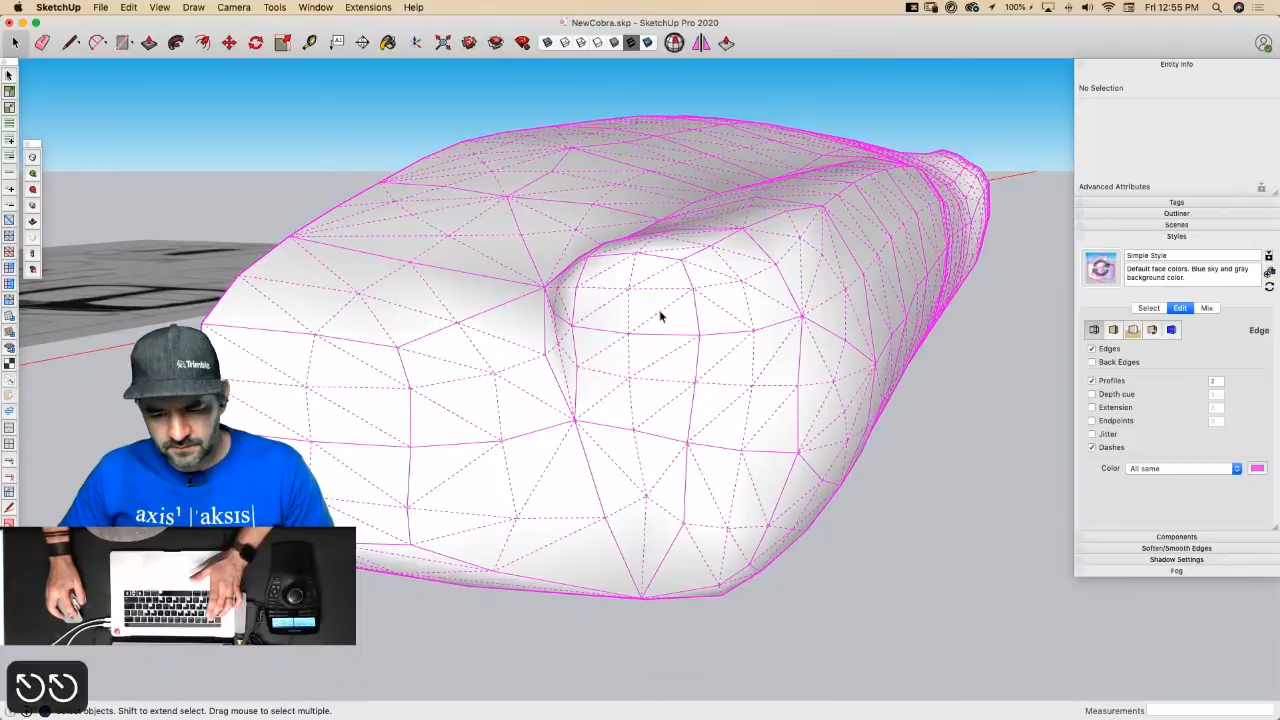 SketchUp File Edit View Draw Camera Tools Window Extensions Help
100% Fri 12:55 PM
NewCobra.skp - SketchUp Pro 2020
Entity Info
No Selection
Advanced Attributes
Tags
Outliner
Scenes
Styles
Simple Style
Default face colors. Blue sky and gray
background color.
Select Edit Mix
Edge
Edges
Back Edges
Profiles 2
Depth cue
Extension
Endpoints
Jitter
Dashes
Color All same
Components
Soften/Smooth Edges
Shadow Settings
Fog
Trimble
axis¹ | ˈaksɪs|
objects. Shift to extend select. Drag mouse to select multiple.
Measurements